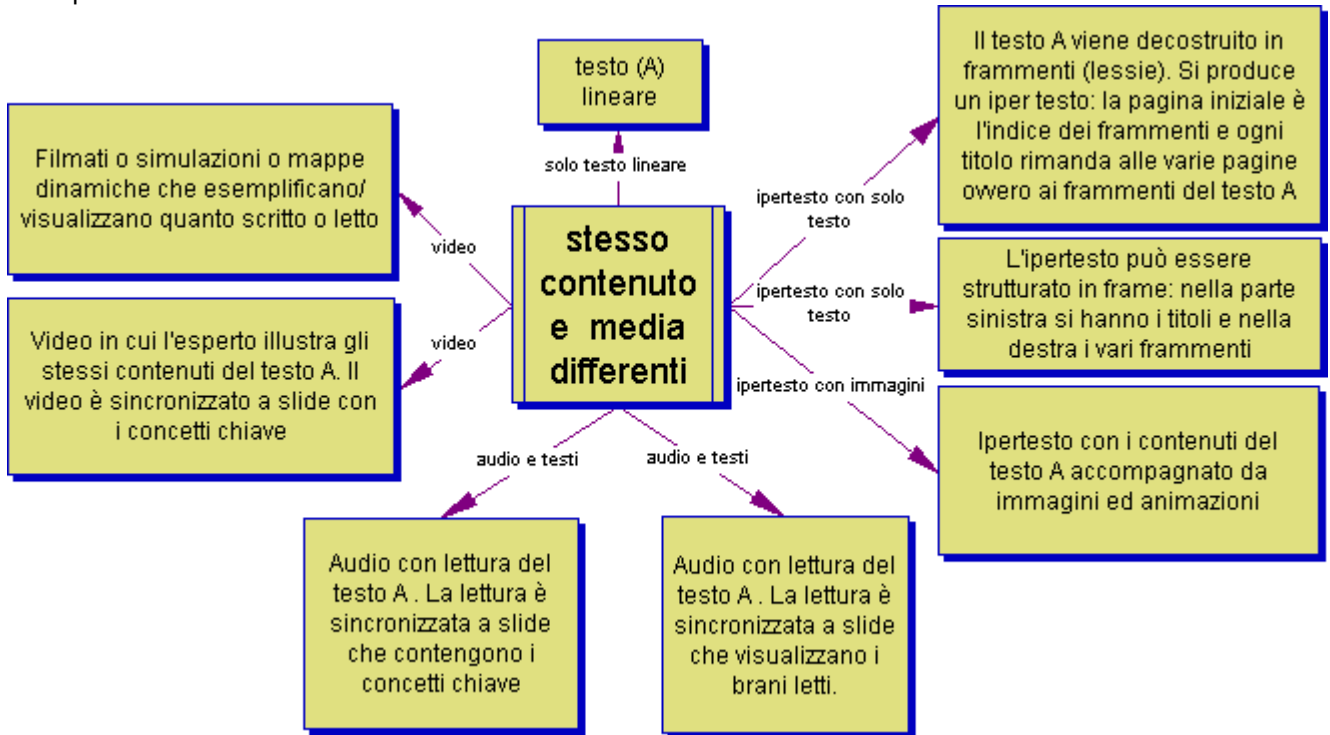 testo (A)
lineare
solo testo lineare
stesso
contenuto
e media
differenti
Filmati o simulazioni o mappe
dinamiche che esemplificano/
visualizzano quanto scritto o letto
video
Video in cui l'esperto illustra gli
stessi contenuti del testo A. Il
video è sincronizzato a slide con
i concetti chiave
video
audio e testi
Audio con lettura del
testo A . La lettura è
sincronizzata a slide
che contengono i
concetti chiave
audio e testi
Audio con lettura del
testo A . La lettura è
sincronizzata a slide
che visualizzano i
brani letti.
ipertesto con solo
testo
Il testo A viene decostruito in
frammenti (lessie). Si produce
un iper testo: la pagina iniziale è
l'indice dei frammenti e ogni
titolo rimanda alle varie pagine
ovvero ai frammenti del testo A
ipertesto con solo
testo
L'ipertesto può essere
strutturato in frame: nella parte
sinistra si hanno i titoli e nella
destra i vari frammenti
ipertesto con immagini
Ipertesto con i contenuti del
testo A accompagnato da
immagini ed animazioni